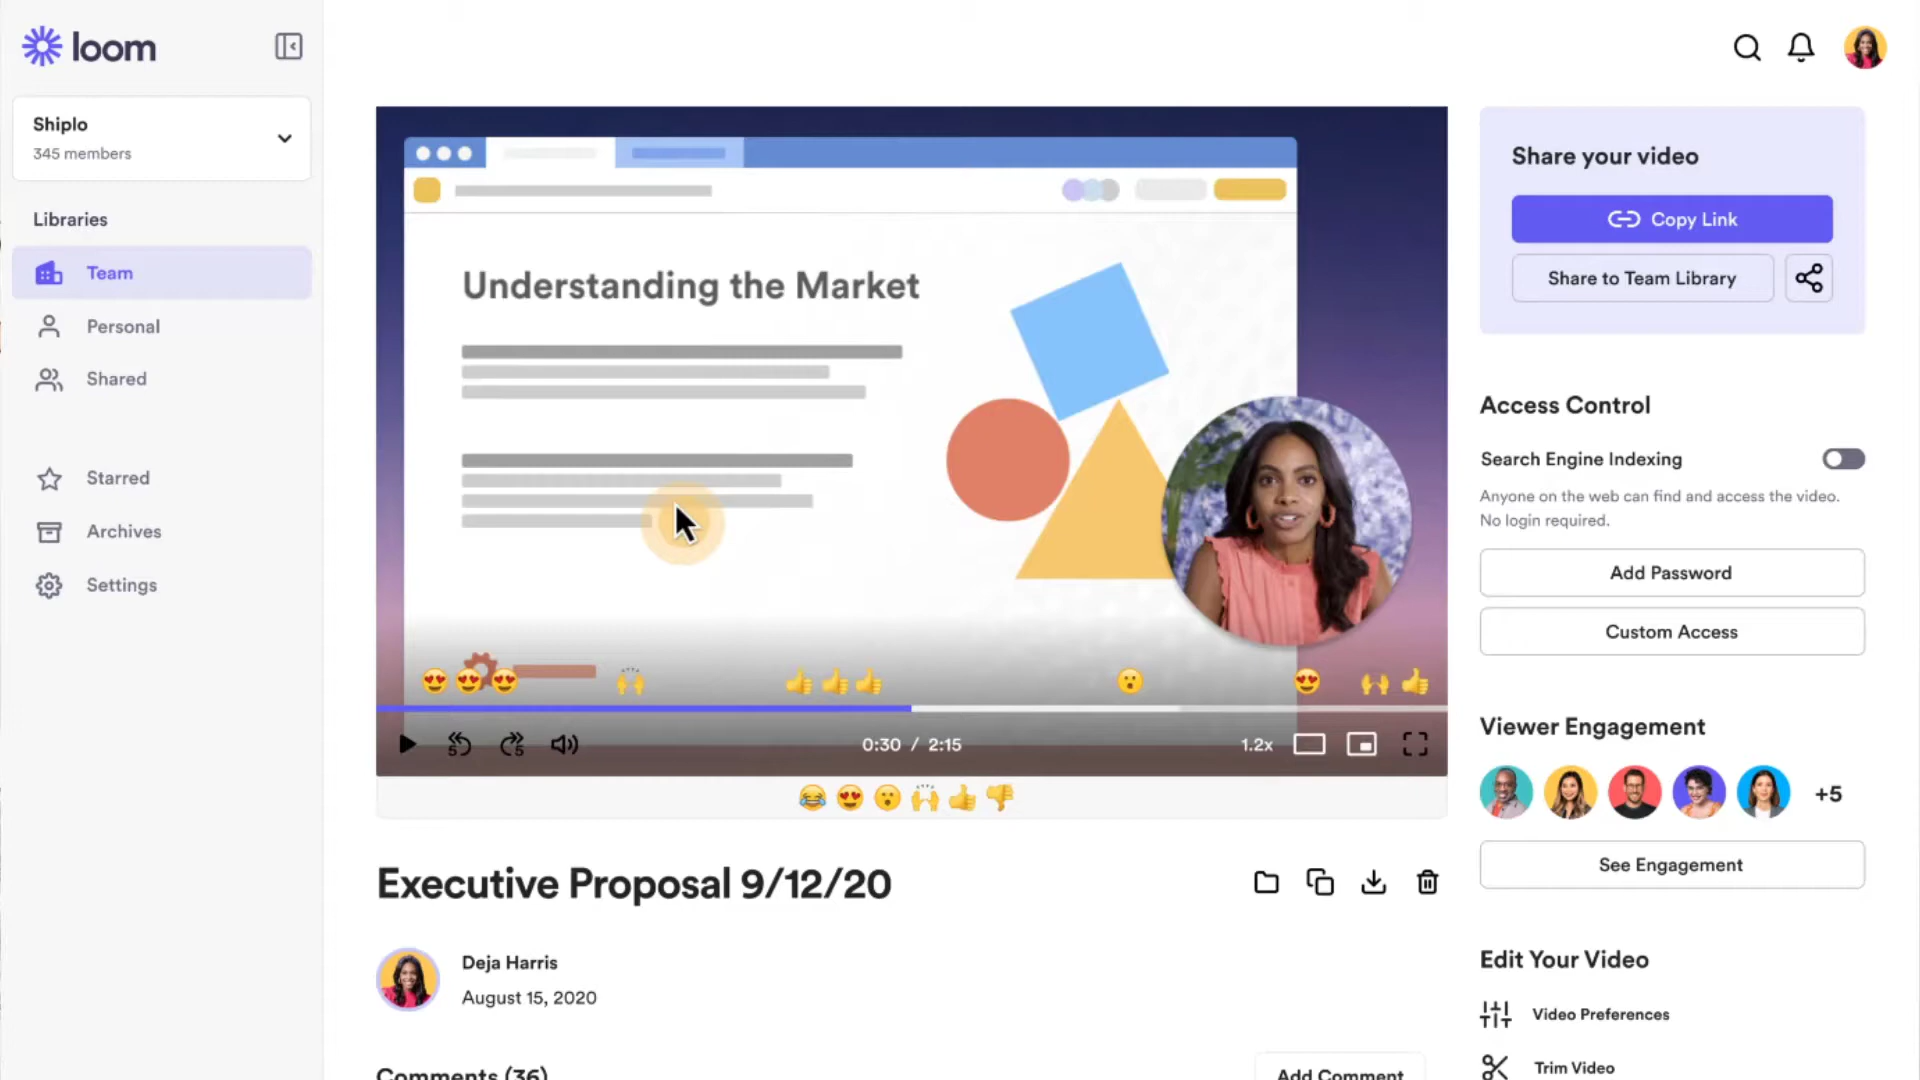 loom
Shiplo
345 members
Libraries
Team
Personal
Shared
Starred
Archives
Settings
Understanding the Market
5
5
0:30 / 2:15
1.2x
Executive Proposal 9/12/20
Deja Harris
August 15, 2020
Comments (36)
Add Comment
Share your video
Copy Link
Share to Team Library
Access Control
Search Engine Indexing
Anyone on the web can find and access the video.
No login required.
Add Password
Custom Access
Viewer Engagement
+5
See Engagement
Edit Your Video
Video Preferences
Trim Video